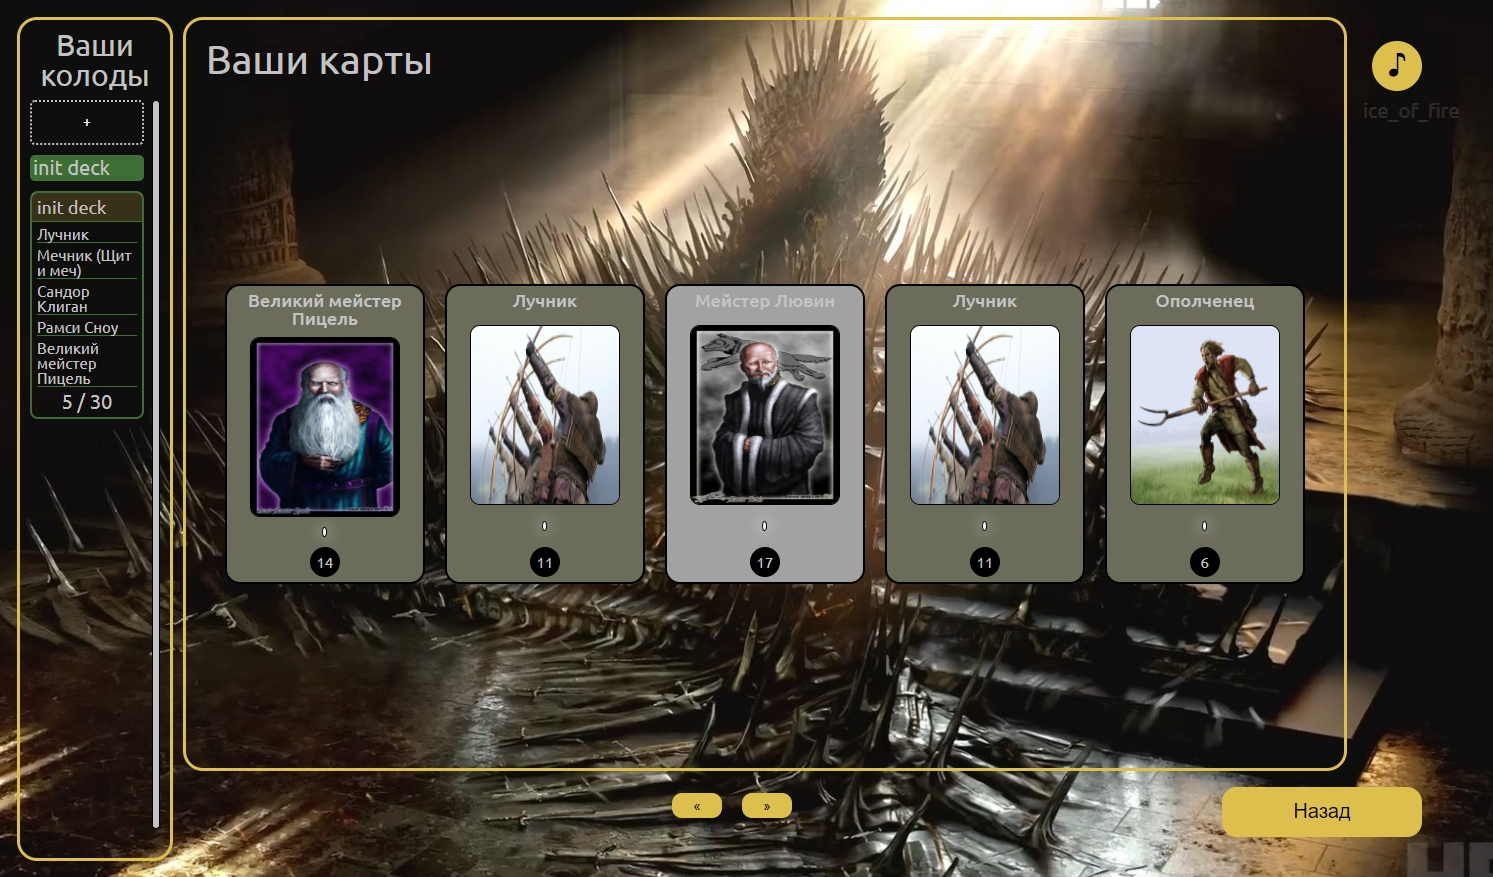 Ваши
колоды
+
init deck
init deck
Лучник
Мечник (Щит
и меч)
Сандор
Клиган
Рамси Сноу
Великий
мейстер
Пицель
5 / 30
Ваши карты
Великий мейстер
Пицель
0
14
Лучник
0
11
Мейстер Лювин
0
17
Лучник
0
11
Ополченец
0
6
« »
Назад
ice_of_fire